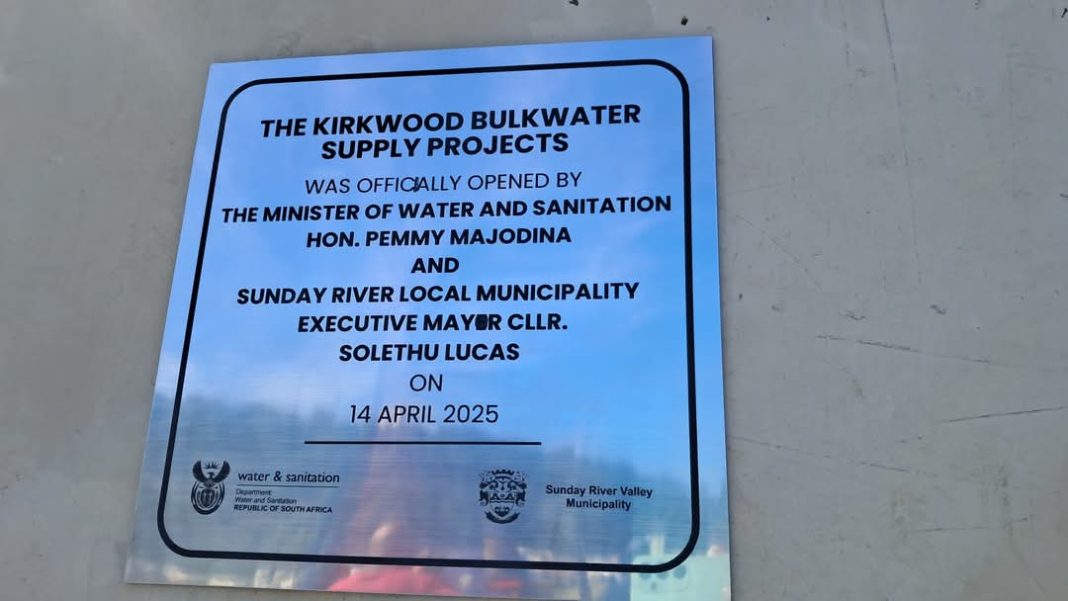 THE KIRKWOOD BULKWATER
SUPPLY PROJECTS
WAS OFFICIALLY OPENED BY
THE MINISTER OF WATER AND SANITATION
HON. PEMMY MAJODINA
AND
SUNDAY RIVER LOCAL MUNICIPALITY
EXECUTIVE MAYOR CLLR.
SOLETHU LUCAS
ON
14 APRIL 2025
water & sanitation
Department:
Water and Sanitation
REPUBLIC OF SOUTH AFRICA
Sunday River Valley
Municipality